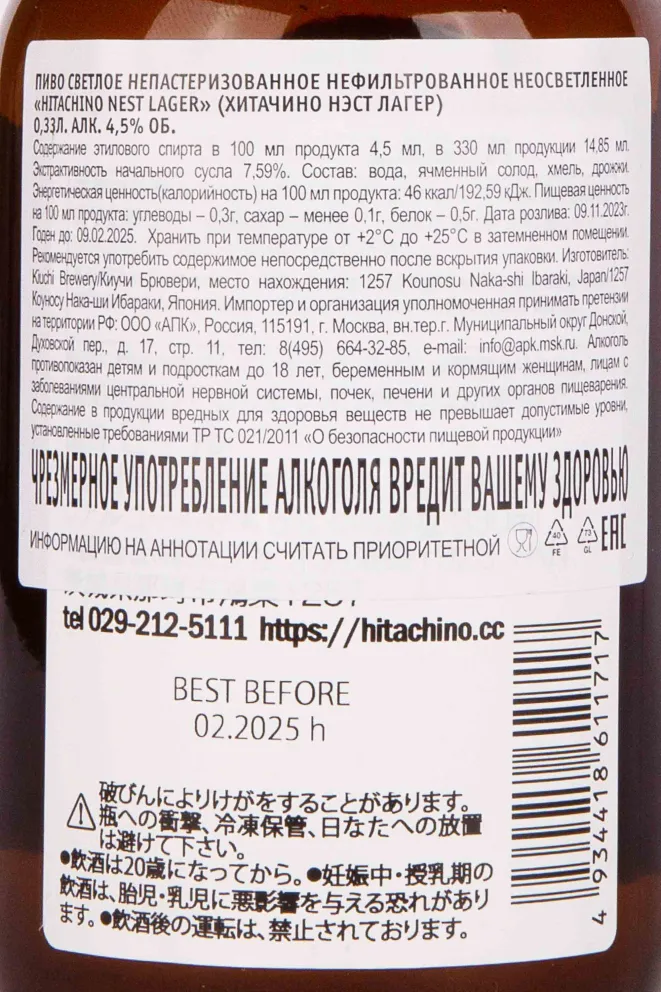 ПИВО СВЕТЛОЕ НЕПАСТЕРИЗОВАННОЕ НЕФИЛЬТРОВАННОЕ НЕОСВЕТЛЕННОЕ
«HITACHINO NEST LAGER» (ХИТАЧИНО НЭСТ ЛАГЕР)
0,33Л. АЛК. 4,5% ОБ.
Содержание этилового спирта в 100 мл продукта 4,5 мл, в 330 мл продукции 14,85 мл.
Экстрактивность начального сусла 7,59%. Состав: вода, ячменный солод, хмель, дрожжи.
Энергетическая ценность(калорийность) на 100 мл продукта: 46 ккал/192,59 кДж. Пищевая ценность
на 100 мл продукта: углеводы – 0,3г, сахар – менее 0,1г, белок – 0,5г. Дата розлива: 09.11.2023г.
Годен до: 09.02.2025. Хранить при температуре от +2°С до +25°С в затемненном помещении.
Рекомендуется употребить содержимое непосредственно после вскрытия упаковки. Изготовитель:
Kiuchi Brewery/Киучи Брювери, место нахождения: 1257 Kounosu Naka-shi Ibaraki, Japan/1257
Коуносу Нака-ши Ибараки, Япония. Импортер и организация уполномоченная принимать претензии
на территории РФ: ООО «АПК», Россия, 115191, г. Москва, вн.тер.г. Муниципальный округ Донской,
Духовской пер., д. 17, стр. 11, тел: 8(495) 664-32-85, e-mail: info@apk.msk.ru. Алкоголь
противопоказан детям и подросткам до 18 лет, беременным и кормящим женщинам, лицам с
заболеваниями центральной нервной системы, почек, печени и других органов пищеварения.
Содержание в продукции вредных для здоровья веществ не превышает допустимые уровни,
установленные требованиями ТР ТС 021/2011 «О безопасности пищевой продукции»
ЧРЕЗМЕРНОЕ УПОТРЕБЛЕНИЕ АЛКОГОЛЯ ВРЕДИТ ВАШЕМУ ЗДОРОВЬЮ
ИНФОРМАЦИЮ НА АННОТАЦИИ СЧИТАТЬ ПРИОРИТЕТНОЙ 40 FE 73 GL EAC
tel 029-212-5111 https://hitachino.cc
BEST BEFORE
02.2025 h
破びんによりけがをすることがあります。
瓶への衝撃、冷凍保管、日なたへの放置
は避けて下さい。
●飲酒は20歳になってから。●妊娠中・授乳期の
飲酒は、胎児・乳児に悪影響を与える恐れがあり
ます。●飲酒後の運転は、禁止されております。
4 934418 611717